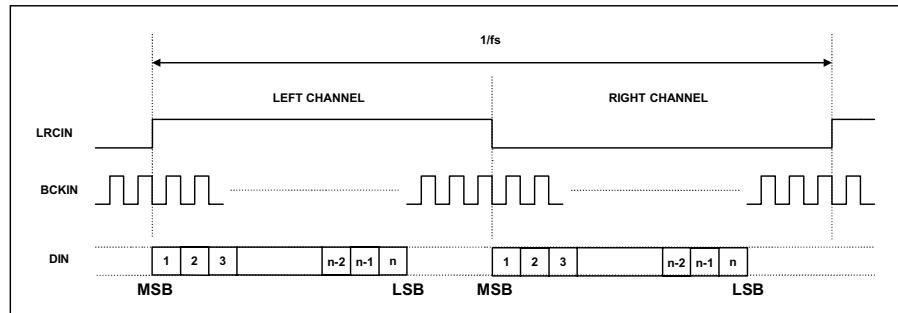 1/fs
LEFT CHANNEL RIGHT CHANNEL
LRCIN
BCKIN
DIN 1 2 3 n-2 n-1 n 1 2 3 n-2 n-1 n
MSB LSB MSB LSB